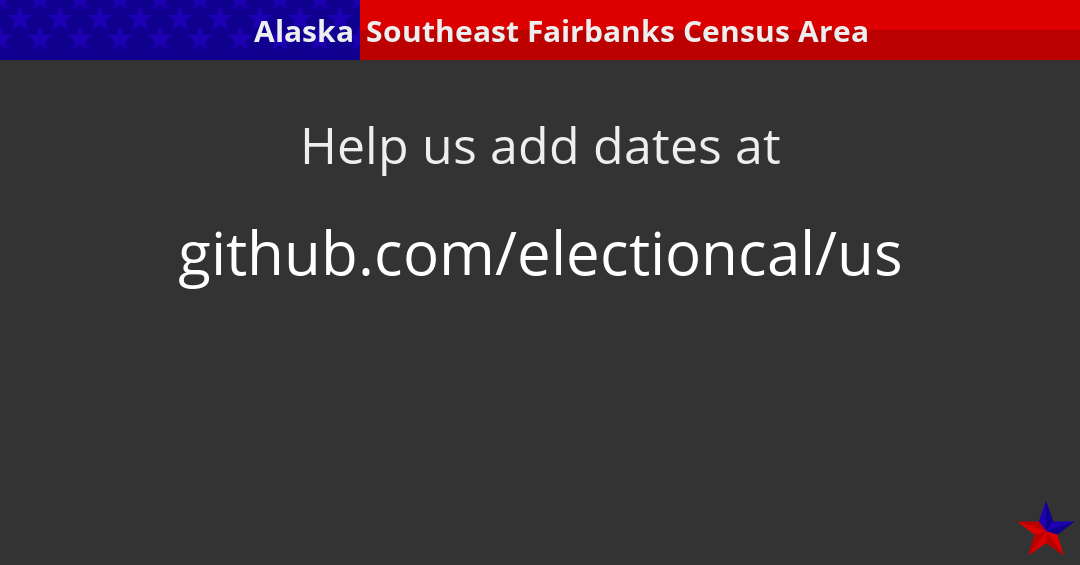 Alaska Southeast Fairbanks Census Area
Help us add dates at
github.com/electioncal/us